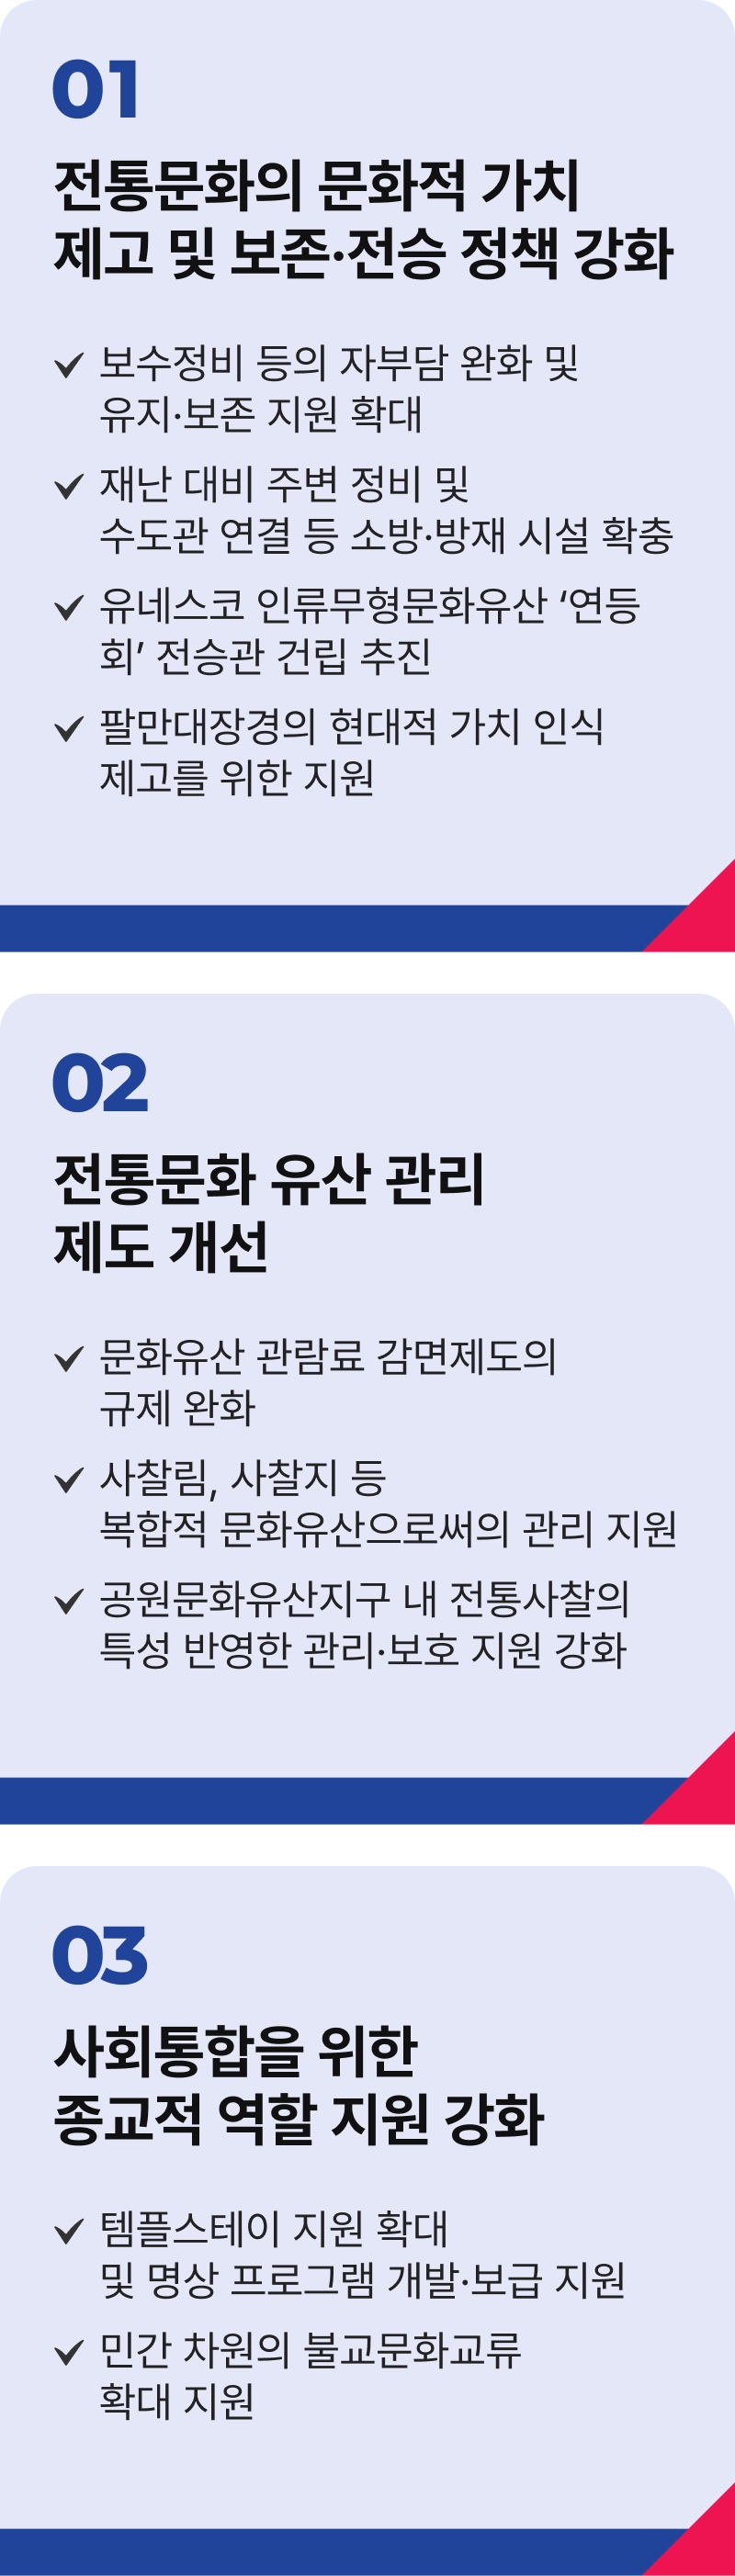 01
전통문화의 문화적 가치
제고 및 보존·전승 정책 강화
보수정비 등의 자부담 완화 및
유지·보존 지원 확대
재난 대비 주변 정비 및
수도관 연결 등 소방·방재 시설 확충
유네스코 인류무형문화유산 ‘연등
회’ 전승관 건립 추진
팔만대장경의 현대적 가치 인식
제고를 위한 지원
02
전통문화 유산 관리
제도 개선
문화유산 관람료 감면제도의
규제 완화
사찰림, 사찰지 등
복합적 문화유산으로써의 관리 지원
공원문화유산지구 내 전통사찰의
특성 반영한 관리·보호 지원 강화
03
사회통합을 위한
종교적 역할 지원 강화
템플스테이 지원 확대
및 명상 프로그램 개발·보급 지원
민간 차원의 불교문화교류
확대 지원